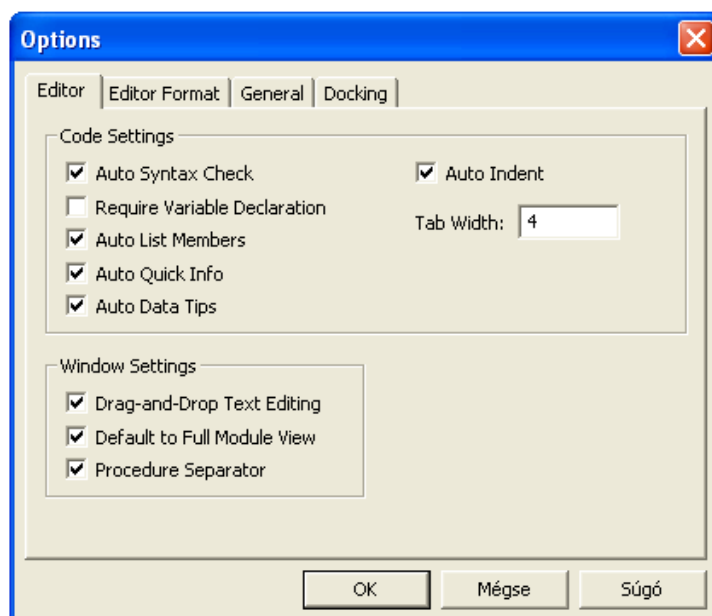 Options
Editor Editor Format General Docking
Code Settings
Auto Syntax Check Auto Indent
Require Variable Declaration Tab Width: 4
Auto List Members
Auto Quick Info
Auto Data Tips
Window Settings
Drag-and-Drop Text Editing
Default to Full Module View
Procedure Separator
OK Mégse Súgó